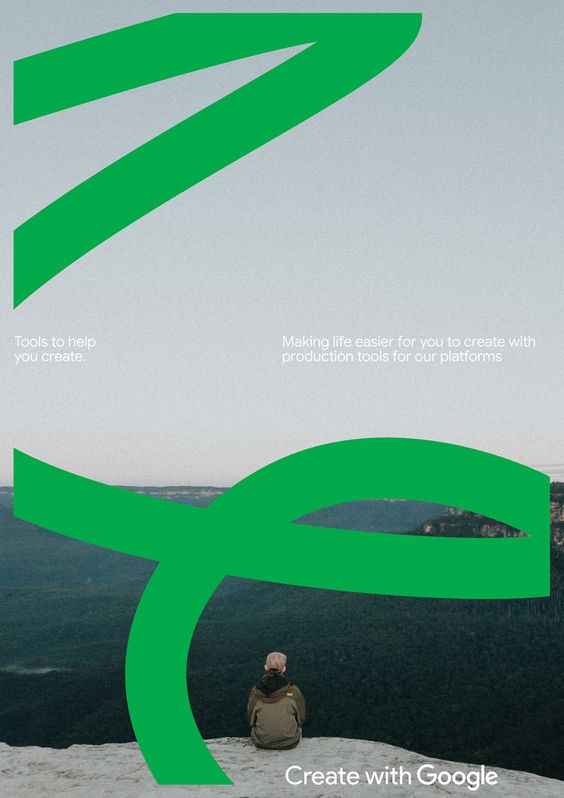 Tools to help
you create.
Making life easier for you to create with
production tools for our platforms
Create with Google